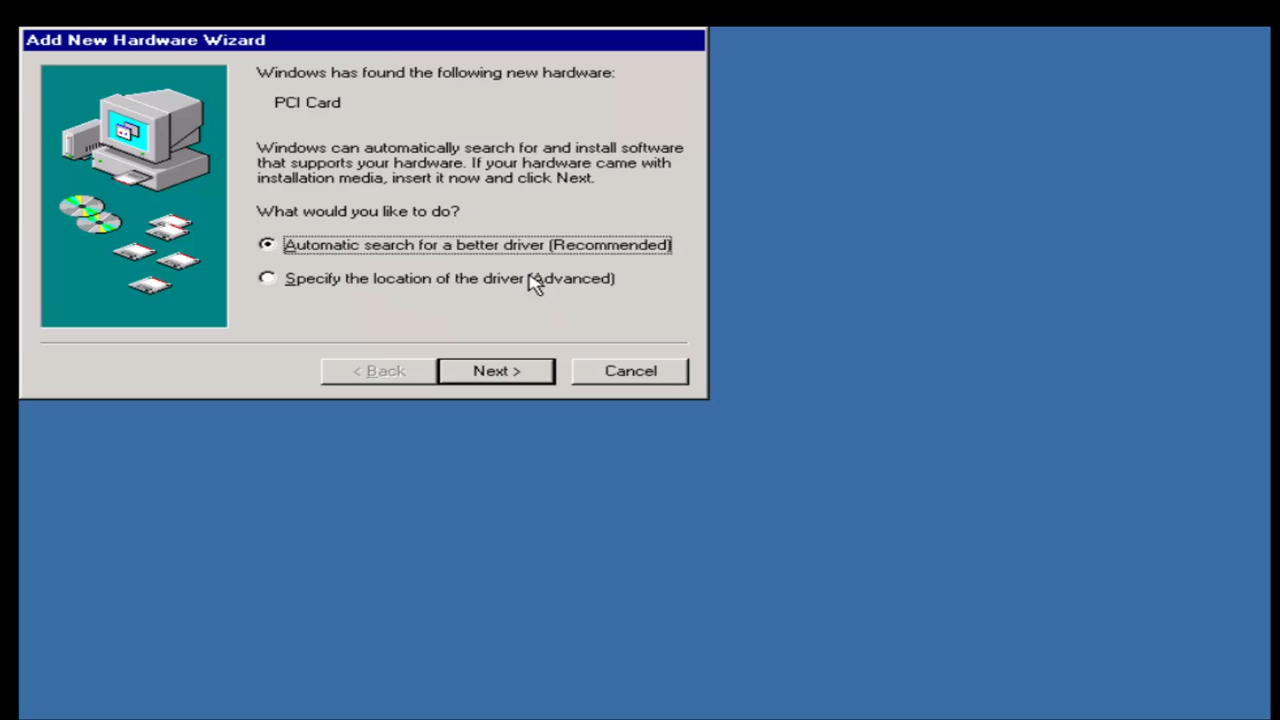 Add New Hardware Wizard
Windows has found the following new hardware:
PCI Card
Windows can automatically search for and install software
that supports your hardware. If your hardware came with
installation media, insert it now and click Next.
What would you like to do?
Automatic search for a better driver (Recommended)
Specify the location of the driver (Advanced)
< Back
Next >
Cancel